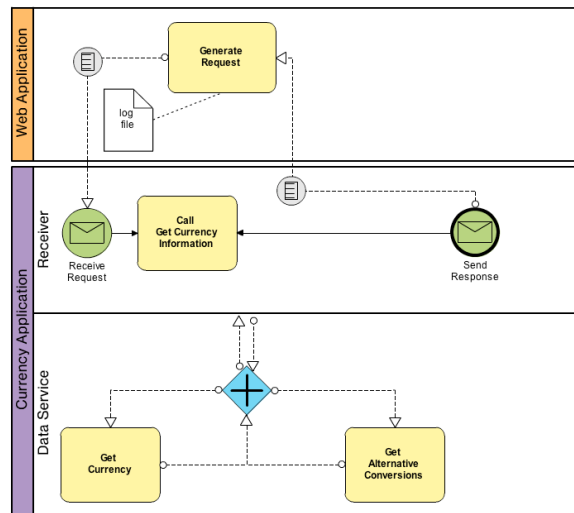 Web Application
Generate
Request
log
file
Currency Application
Receiver
Receive
Request
Call
Get Currency
Information
Send
Response
Data Service
Get
Currency
Get
Alternative
Conversions